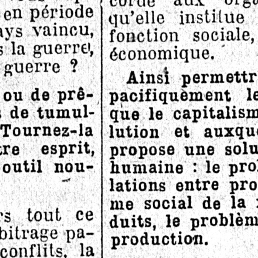 en période
ays vaincu,
s la guerre,
guerre ?
ou de prê-
s de tumul-
Tournez-la
tre esprit,
outil nou-
rs tout ce
bitrage pa-
conflits, la
corde aux orga
qu'elle institue
fonction sociale,
économique.
Ainsi permettr
pacifiquement le
que le capitalism
lution et auxque
propose une solu
humaine : le prob
lations entre pro
me social de la r
duits, le problèm
production.